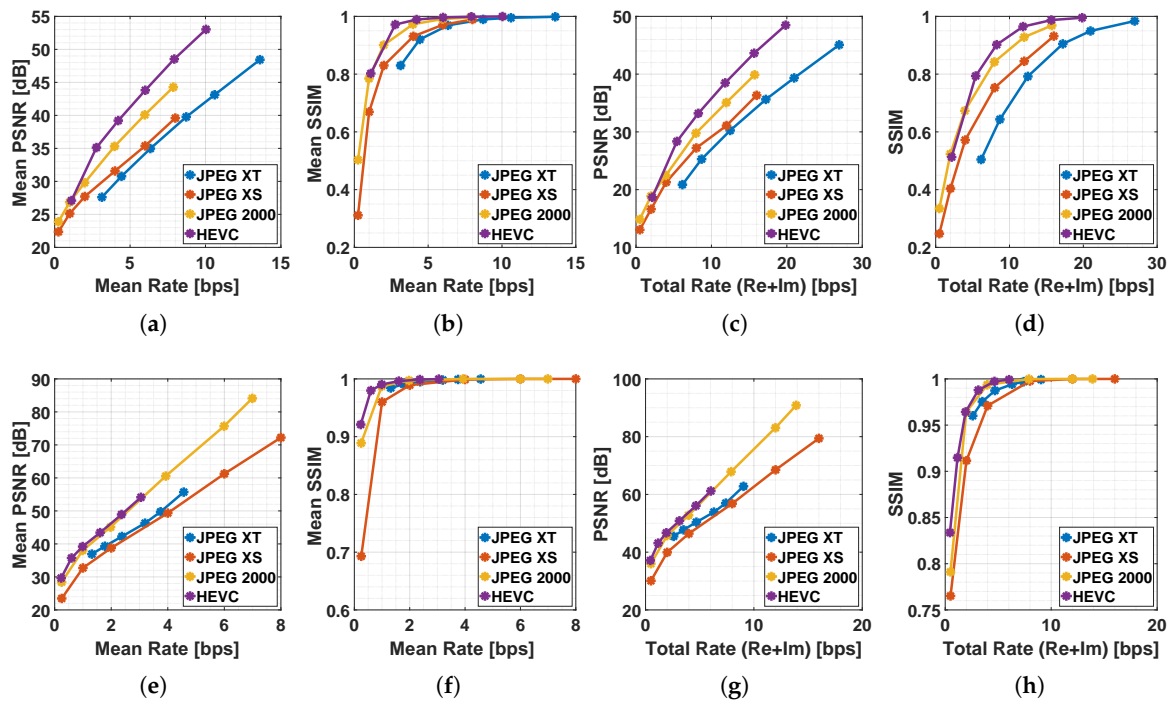 55
50
45
40
35
30
25
20
0 5 10 15
Mean PSNR [dB]
Mean Rate [bps]
JPEG XT
JPEG XS
JPEG 2000
HEVC
(a)
1
0.8
0.6
0.4
0.2
0 5 10 15
Mean SSIM
Mean Rate [bps]
JPEG XT
JPEG XS
JPEG 2000
HEVC
(b)
50
40
30
20
10
0 10 20 30
PSNR [dB]
Total Rate (Re+Im) [bps]
JPEG XT
JPEG XS
JPEG 2000
HEVC
(c)
1
0.8
0.6
0.4
0.2
0 10 20 30
SSIM
Total Rate (Re+Im) [bps]
JPEG XT
JPEG XS
JPEG 2000
HEVC
(d)
90
80
70
60
50
40
30
20
0 2 4 6 8
Mean PSNR [dB]
Mean Rate [bps]
JPEG XT
JPEG XS
JPEG 2000
HEVC
(e)
1
0.9
0.8
0.7
0.6
0 2 4 6 8
Mean SSIM
Mean Rate [bps]
JPEG XT
JPEG XS
JPEG 2000
HEVC
(f)
100
80
60
40
20
0 10 20
PSNR [dB]
Total Rate (Re+Im) [bps]
JPEG XT
JPEG XS
JPEG 2000
HEVC
(g)
1
0.95
0.9
0.85
0.8
0.75
0 10 20
SSIM
Total Rate (Re+Im) [bps]
JPEG XT
JPEG XS
JPEG 2000
HEVC
(h)